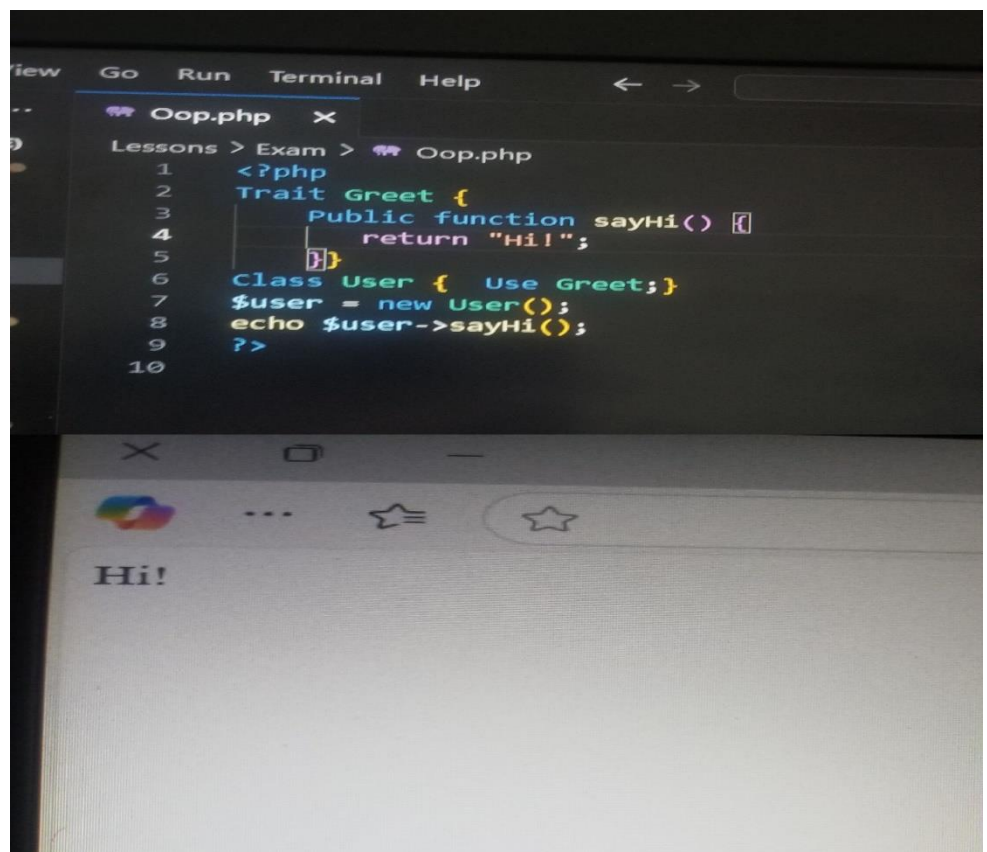 iew Go Run Terminal Help
Oop.php
Lessons > Exam > Oop.php
1 <?php
2 Trait Greet {
3 Public function sayHi() {
4 return "Hi!";
5 }}
6 Class User { Use Greet;}
7 $user = new User();
8 echo $user->sayHi();
9 ?>
10
Hi!